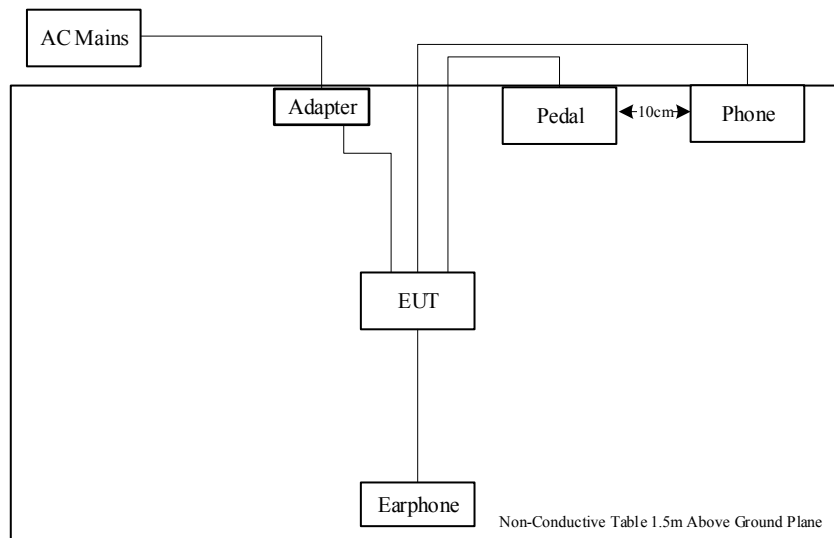 AC Mains
Adapter
Pedal
10cm
Phone
EUT
Earphone
Non-Conductive Table 1.5m Above Ground Plane